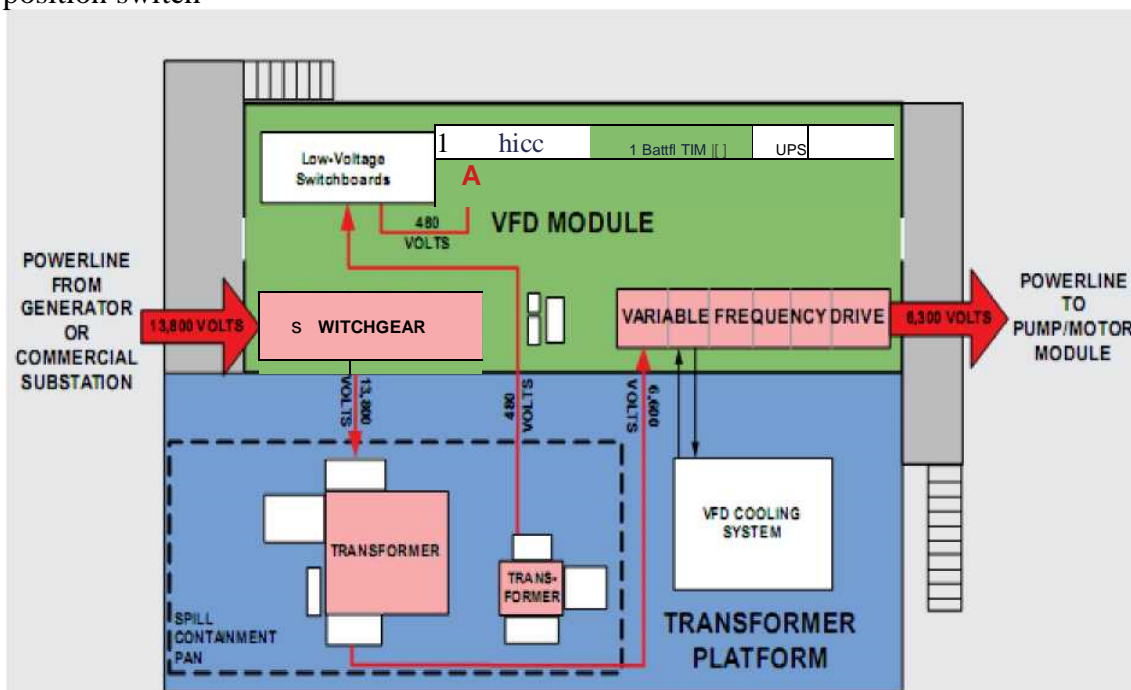 position switch
1 hicc
1 Battfl TIM |[ ]
UPS
Low-Voltage
Switchboards
A
480
VOLTS
VFD MODULE
POWERLINE
FROM
GENERATOR
OR
COMMERCIAL
SUBSTATION
13,800 VOLTS
S WITCHGEAR
VARIABLE FREQUENCY DRIVE
6,300 VOLTS
POWERLINE
TO
PUMP/MOTOR
MODULE
13,800
VOLTS
480
VOLTS
6,600
VOLTS
TRANSFORMER
TRANS-
FORMER
VFD COOLING
SYSTEM
SPILL
CONTAINMENT
PAN
TRANSFORMER
PLATFORM